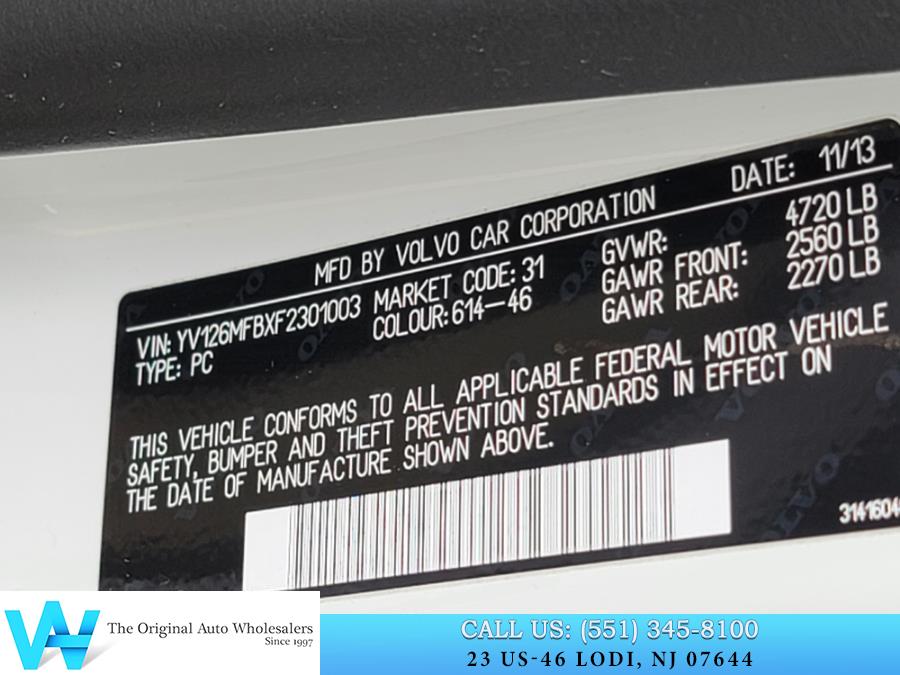 DATE: 11/13
MFD BY VOLVO CAR CORPORATION
GVWR: 4720 LB
GAWR FRONT: 2560 LB
GAWR REAR: 2270 LB
VIN: YV126MFBXF2301003 MARKET CODE: 31
TYPE: PC COLOUR: 614-46
THIS VEHICLE CONFORMS TO ALL APPLICABLE FEDERAL MOTOR VEHICLE
SAFETY, BUMPER AND THEFT PREVENTION STANDARDS IN EFFECT ON
THE DATE OF MANUFACTURE SHOWN ABOVE.
The Original Auto Wholesalers
Since 1997
CALL US: (551) 345-8100
23 US-46 LODI, NJ 07644